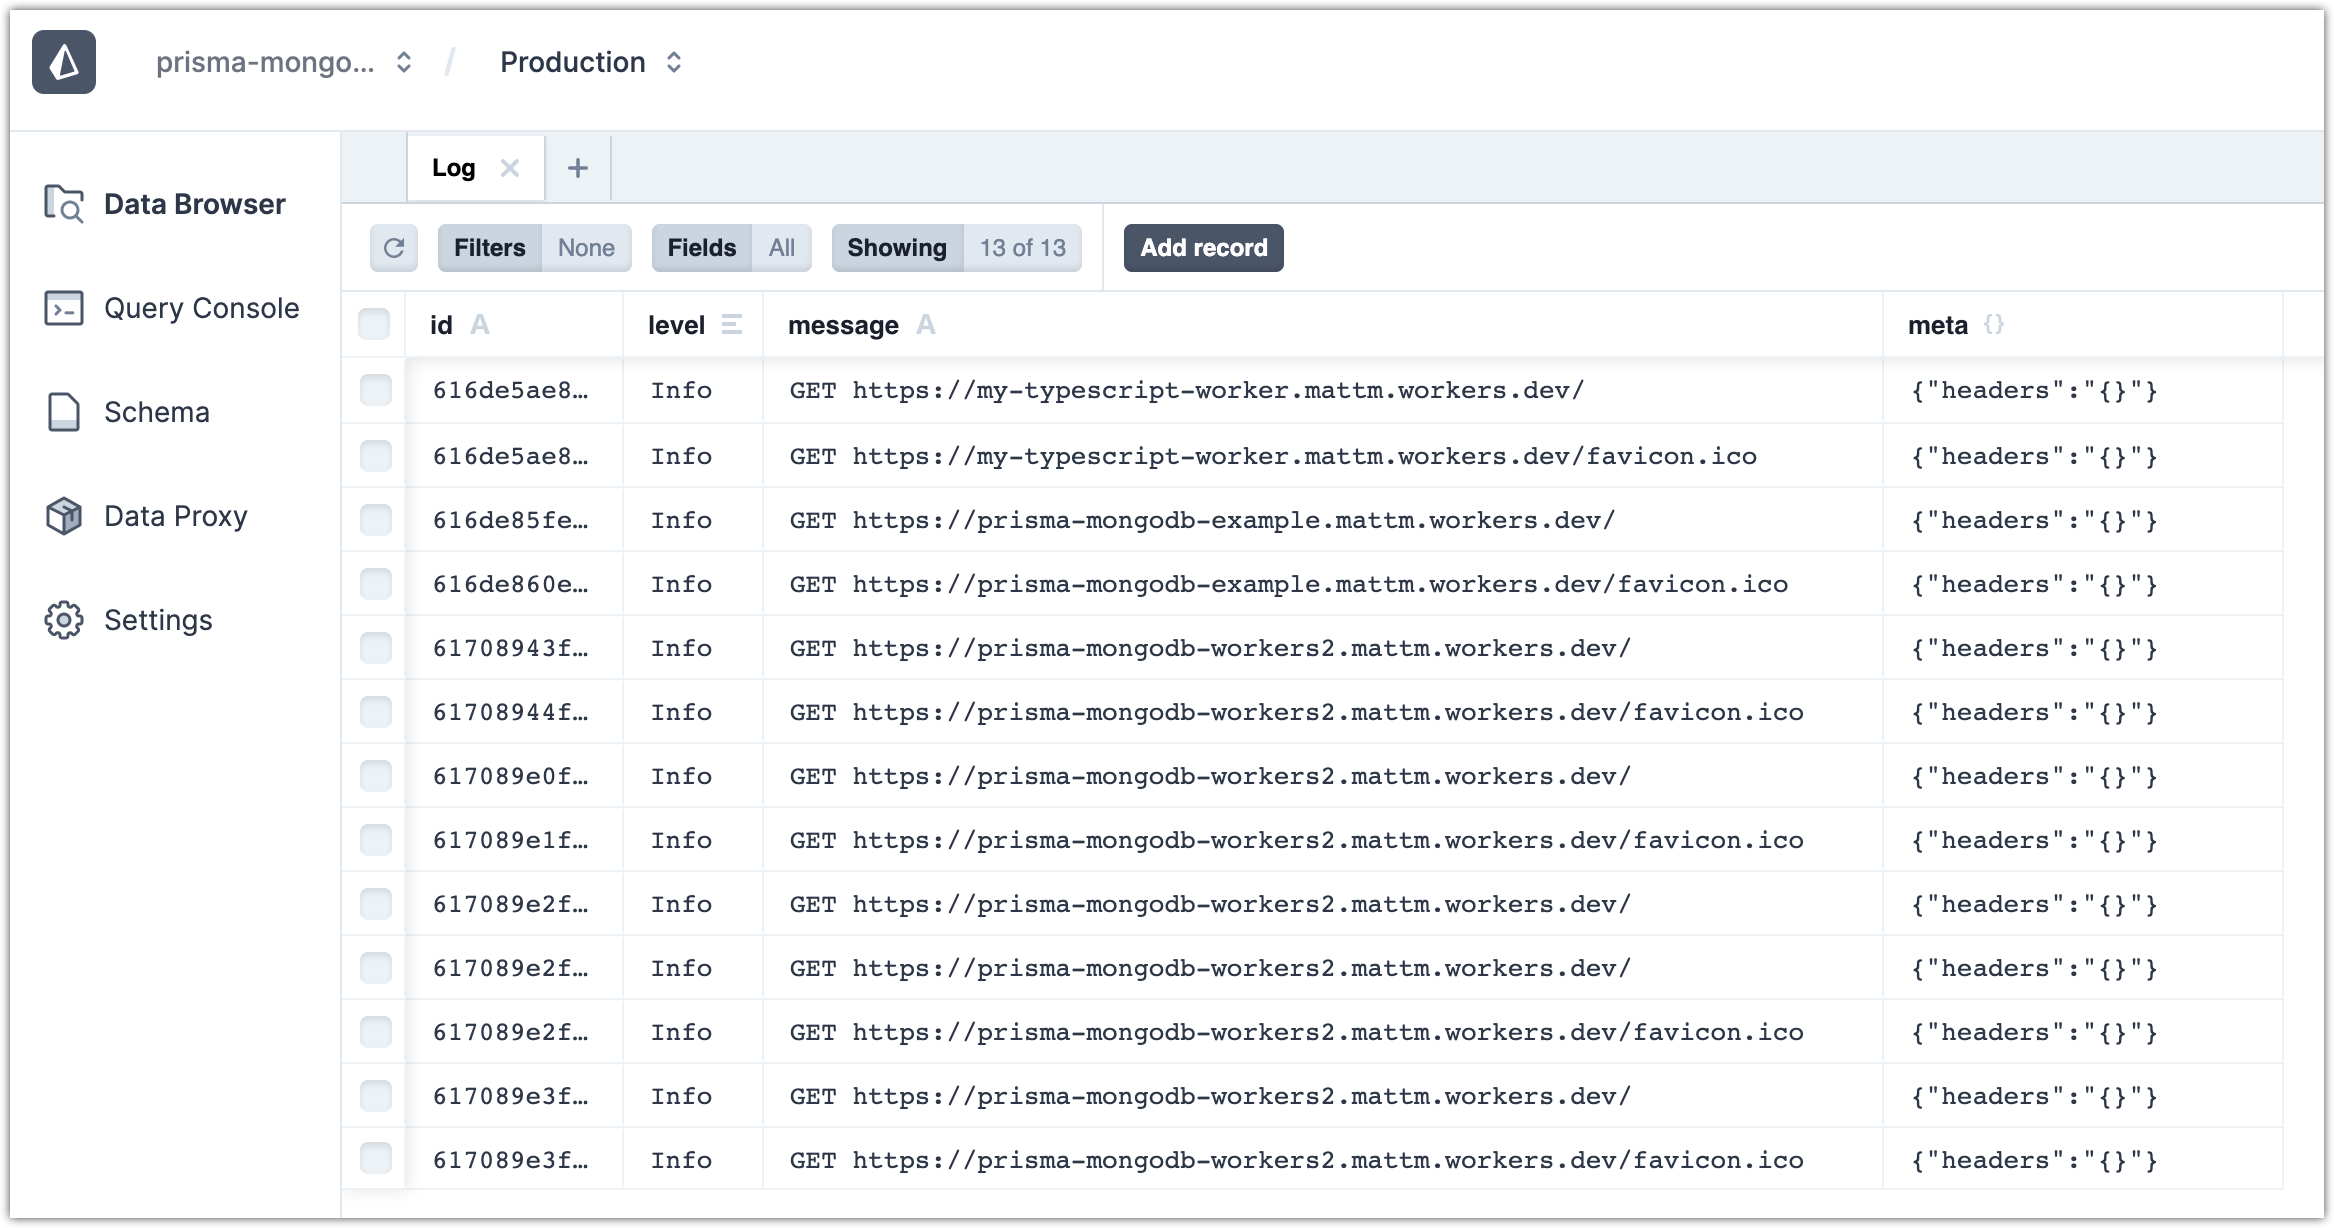 prisma-mongo... / Production
Log
Data Browser
Query Console
Schema
Data Proxy
Settings
Filters None Fields All Showing 13 of 13 Add record
id A level message A meta {}
616de5ae8… Info GET https://my-typescript-worker.mattm.workers.dev/ {"headers":"{}"}
616de5ae8… Info GET https://my-typescript-worker.mattm.workers.dev/favicon.ico {"headers":"{}"}
616de85fe… Info GET https://prisma-mongodb-example.mattm.workers.dev/ {"headers":"{}"}
616de860e… Info GET https://prisma-mongodb-example.mattm.workers.dev/favicon.ico {"headers":"{}"}
61708943f… Info GET https://prisma-mongodb-workers2.mattm.workers.dev/ {"headers":"{}"}
61708944f… Info GET https://prisma-mongodb-workers2.mattm.workers.dev/favicon.ico {"headers":"{}"}
617089e0f… Info GET https://prisma-mongodb-workers2.mattm.workers.dev/ {"headers":"{}"}
617089e1f… Info GET https://prisma-mongodb-workers2.mattm.workers.dev/favicon.ico {"headers":"{}"}
617089e2f… Info GET https://prisma-mongodb-workers2.mattm.workers.dev/ {"headers":"{}"}
617089e2f… Info GET https://prisma-mongodb-workers2.mattm.workers.dev/ {"headers":"{}"}
617089e2f… Info GET https://prisma-mongodb-workers2.mattm.workers.dev/favicon.ico {"headers":"{}"}
617089e3f… Info GET https://prisma-mongodb-workers2.mattm.workers.dev/ {"headers":"{}"}
617089e3f… Info GET https://prisma-mongodb-workers2.mattm.workers.dev/favicon.ico {"headers":"{}"}